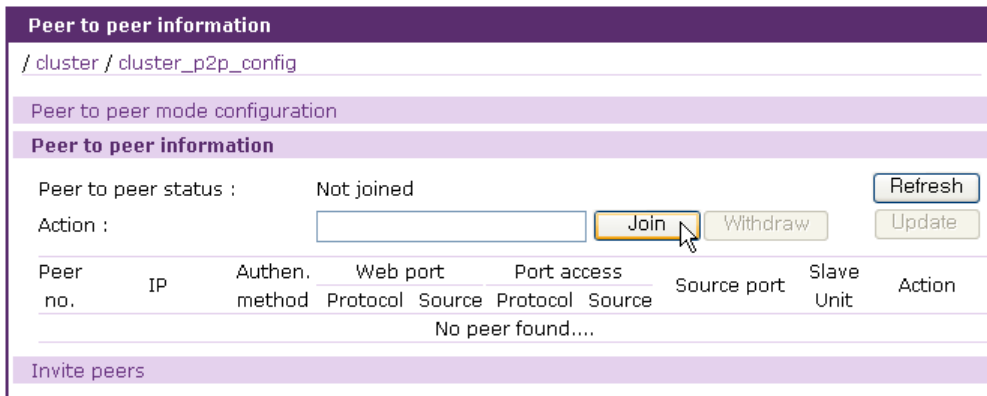 Peer to peer information
/ cluster / cluster_p2p_config
Peer to peer mode configuration
Peer to peer information
Peer to peer status : Not joined Refresh
Action : Join Withdraw Update
Peer no. IP Authen. method Web port Port access Source port Slave Unit Action
Protocol Source Protocol Source
No peer found....
Invite peers